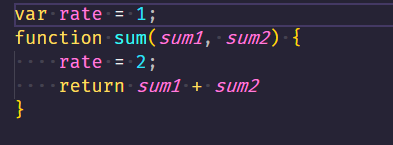 var rate = 1;
function sum(sum1, sum2) {
    rate = 2;
    return sum1 + sum2
}